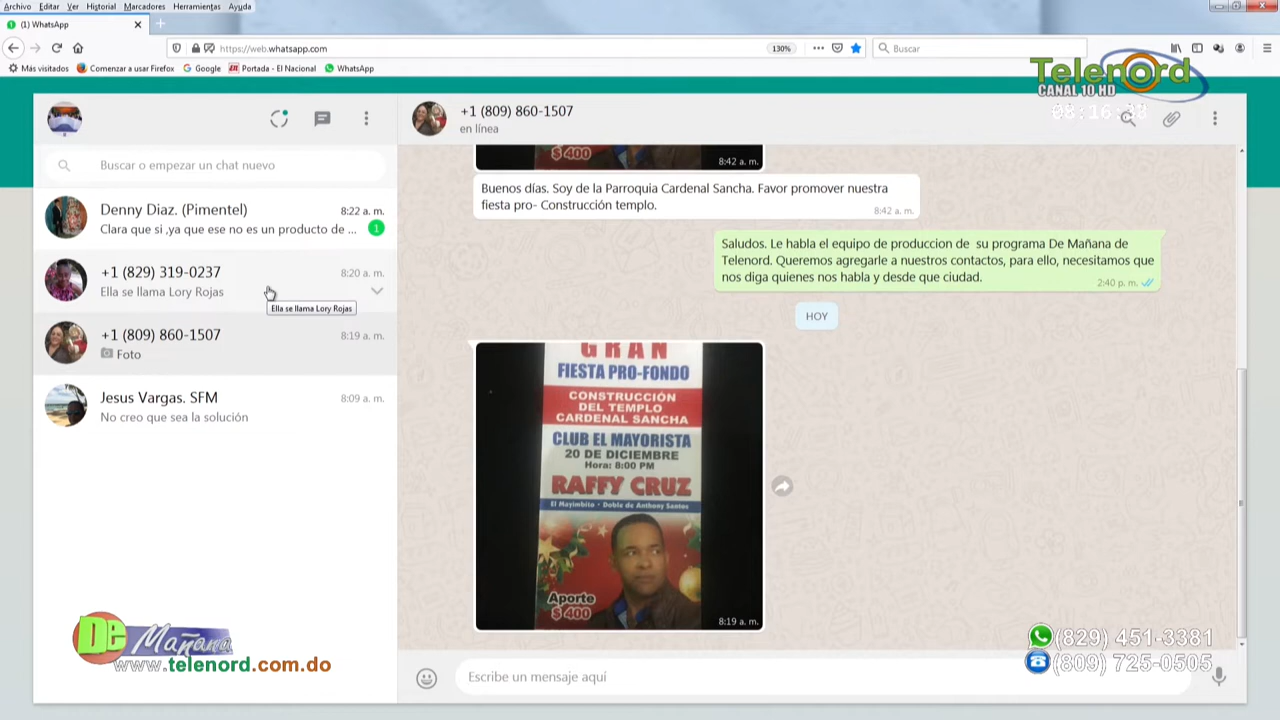 Archivo Editar Ver Historial Marcadores Herramientas Ayuda
(1) WhatsApp
https://web.whatsapp.com
130%
Buscar
Más visitados
Comenzar a usar Firefox
Google
Portada - El Nacional
WhatsApp
Telenord
CANAL 10 HD
+1 (809) 860-1507
en línea
Buscar o empezar un chat nuevo
Denny Diaz. (Pimentel)
8:22 a. m.
Clara que si ,ya que ese no es un producto de ...
1
+1 (829) 319-0237
8:20 a. m.
Ella se llama Lory Rojas
Ella se llama Lory Rojas
+1 (809) 860-1507
8:19 a. m.
Foto
Jesus Vargas. SFM
8:09 a. m.
No creo que sea la solución
$400
8:42 a. m.
Buenos días. Soy de la Parroquia Cardenal Sancha. Favor promover nuestra
fiesta pro- Construcción templo.
8:42 a. m.
Saludos. Le habla el equipo de produccion de su programa De Mañana de
Telenord. Queremos agregarle a nuestros contactos, para ello, necesitamos que
nos diga quienes nos habla y desde que ciudad.
2:40 p. m.
HOY
GRAN
FIESTA PRO-FONDO
CONSTRUCCIÓN
DEL TEMPLO
CARDENAL SANCHA
CLUB EL MAYORISTA
20 DE DICIEMBRE
Hora: 8:00 PM
RAFFY CRUZ
El Mayimbito - Doble de Anthony Santos
Aporte
$400
8:19 a. m.
Escribe un mensaje aquí
De Mañana
www.telenord.com.do
(829) 451-3381
(809) 725-0505